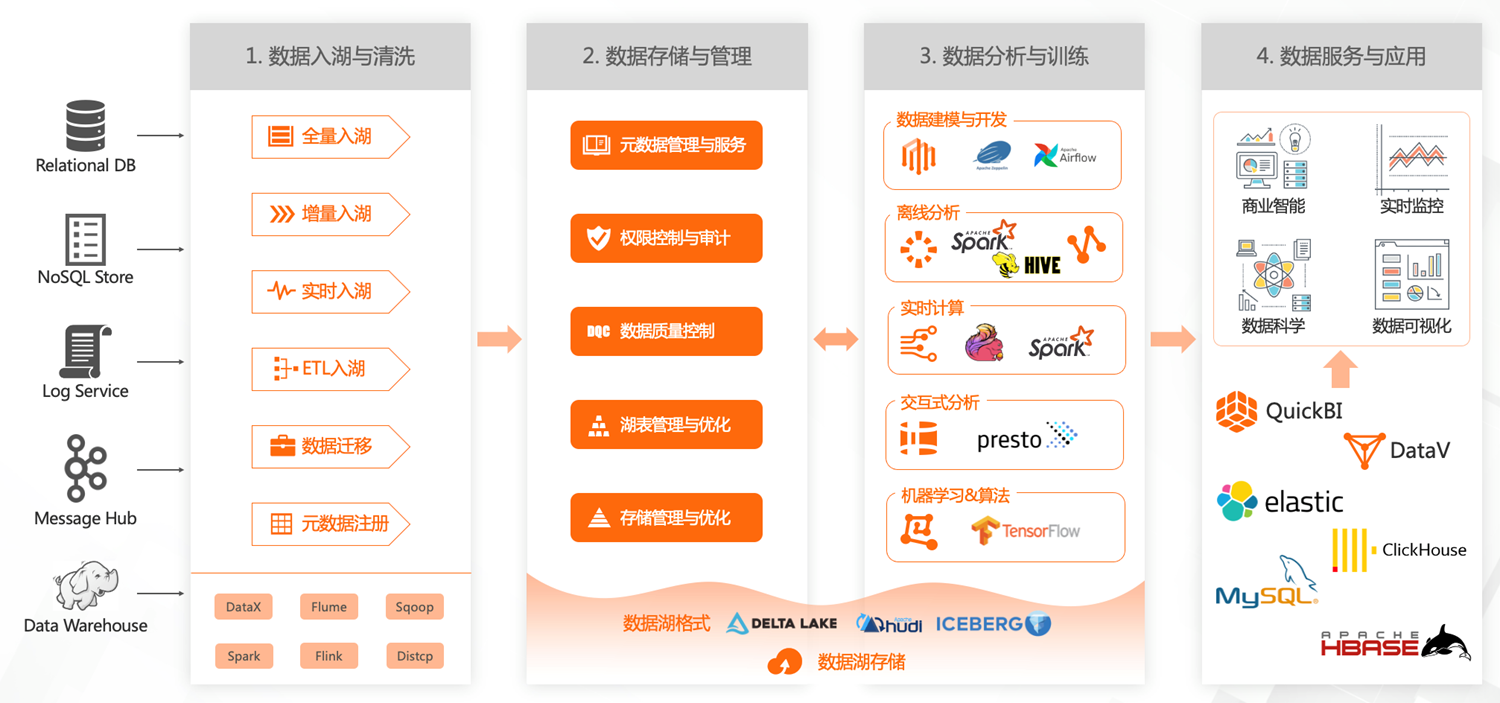 Relational DB
NoSQL Store
Log Service
Message Hub
Data Warehouse
1. 数据入湖与清洗
全量入湖
增量入湖
实时入湖
ETL入湖
数据迁移
元数据注册
DataX
Flume
Sqoop
Spark
Flink
Distcp
2. 数据存储与管理
元数据管理与服务
权限控制与审计
DQC 数据质量控制
湖表管理与优化
存储管理与优化
3. 数据分析与训练
数据建模与开发
Apache Zeppelin
Apache
Airflow
离线分析
APACHE
Spark
HIVE
实时计算
APACHE
Spark
交互式分析
presto
机器学习&算法
TensorFlow
数据湖格式
DELTA LAKE
APACHE
hudi
ICEBERG
数据湖存储
4. 数据服务与应用
商业智能
实时监控
数据科学
数据可视化
QuickBI
DataV
elastic
ClickHouse
MySQL
APACHE
HBASE